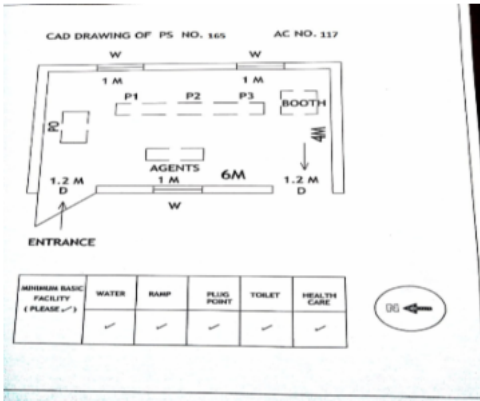 CAD DRAWING OF PS NO. 165 AC NO. 117
W W
1 M 1 M
P1 P2 P3
BOOTH
PO
4M
AGENTS
1.2 M 1 M 6M 1.2 M
D D
W
ENTRANCE
MINIMUM BASIC FACILITY ( PLEASE ✓ ) WATER RAMP PLUG POINT TOILET HEALTH CARE
✓ ✓ ✓ ✓ ✓